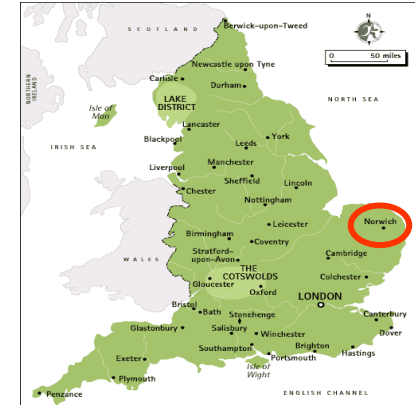 SCOTLAND
Berwick-upon-Tweed
N
0 50 miles
Newcastle upon Tyne
Carlisle
Durham
NORTHERN
IRELAND
LAKE
DISTRICT
NORTH SEA
Isle of
Man
Lancaster
York
Blackpool
Leeds
IRISH SEA
Manchester
Liverpool
Sheffield
Lincoln
Chester
Nottingham
Norwich
Leicester
Birmingham
Coventry
Stratford-
upon-Avon
Cambridge
WALES
THE
COTSWOLDS
Colchester
Gloucester
Oxford
LONDON
Bristol
Bath
Stonehenge
Canterbury
Glastonbury
Salisbury
Winchester
Dover
Southampton
Brighton
Hastings
Portsmouth
Exeter
Isle of
Wight
Plymouth
Penzance
ENGLISH CHANNEL